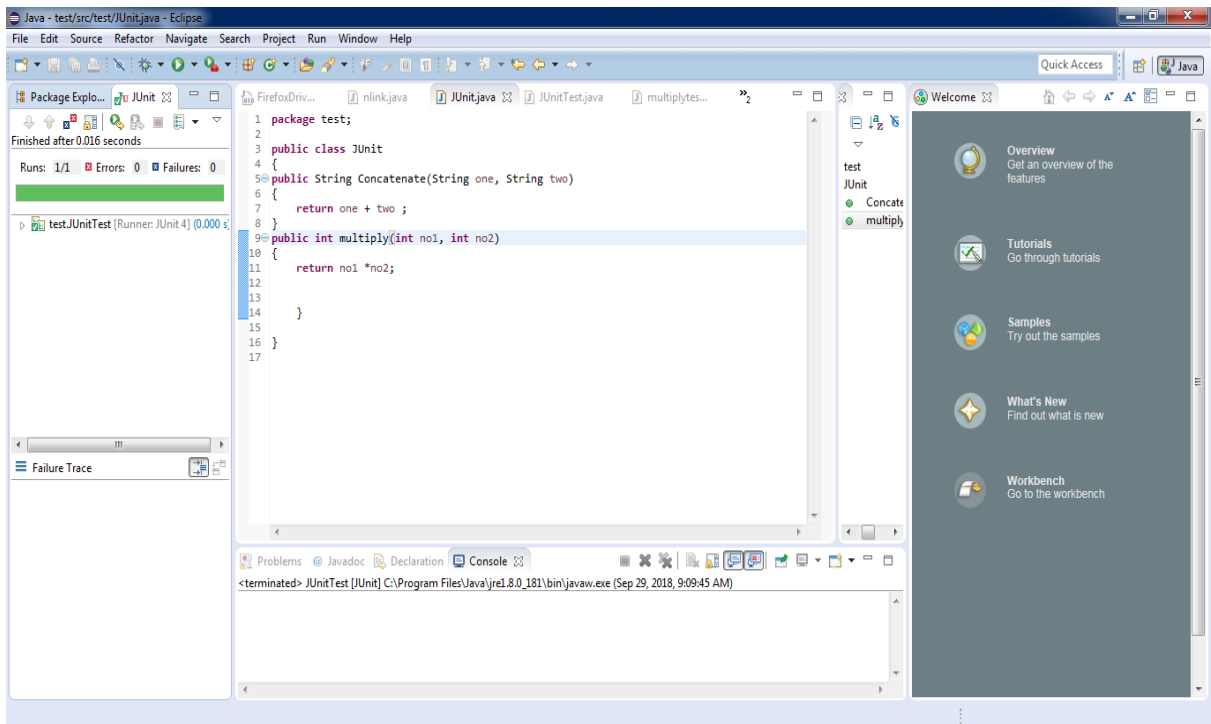 Java - test/src/test/JUnit.java - Eclipse
File Edit Source Refactor Navigate Search Project Run Window Help
Quick Access
Java
Package Explo... JUnit
Finished after 0.016 seconds
Runs: 1/1 Errors: 0 Failures: 0
test.JUnitTest [Runner: JUnit 4] (0.000 s)
Failure Trace
FirefoxDriv... nlink.java JUnit.java JUnitTest.java multiplytes... »2
1 package test;
2
3 public class JUnit
4 {
5 public String Concatenate(String one, String two)
6 {
7 return one + two ;
8 }
9 public int multiply(int no1, int no2)
10 {
11 return no1 *no2;
12
13
14 }
15
16 }
17
test
JUnit
Concate
multiply
Problems @ Javadoc Declaration Console
<terminated> JUnitTest [JUnit] C:\Program Files\Java\jre1.8.0_181\bin\javaw.exe (Sep 29, 2018, 9:09:45 AM)
Welcome
Overview
Get an overview of the
features
Tutorials
Go through tutorials
Samples
Try out the samples
What's New
Find out what is new
Workbench
Go to the workbench